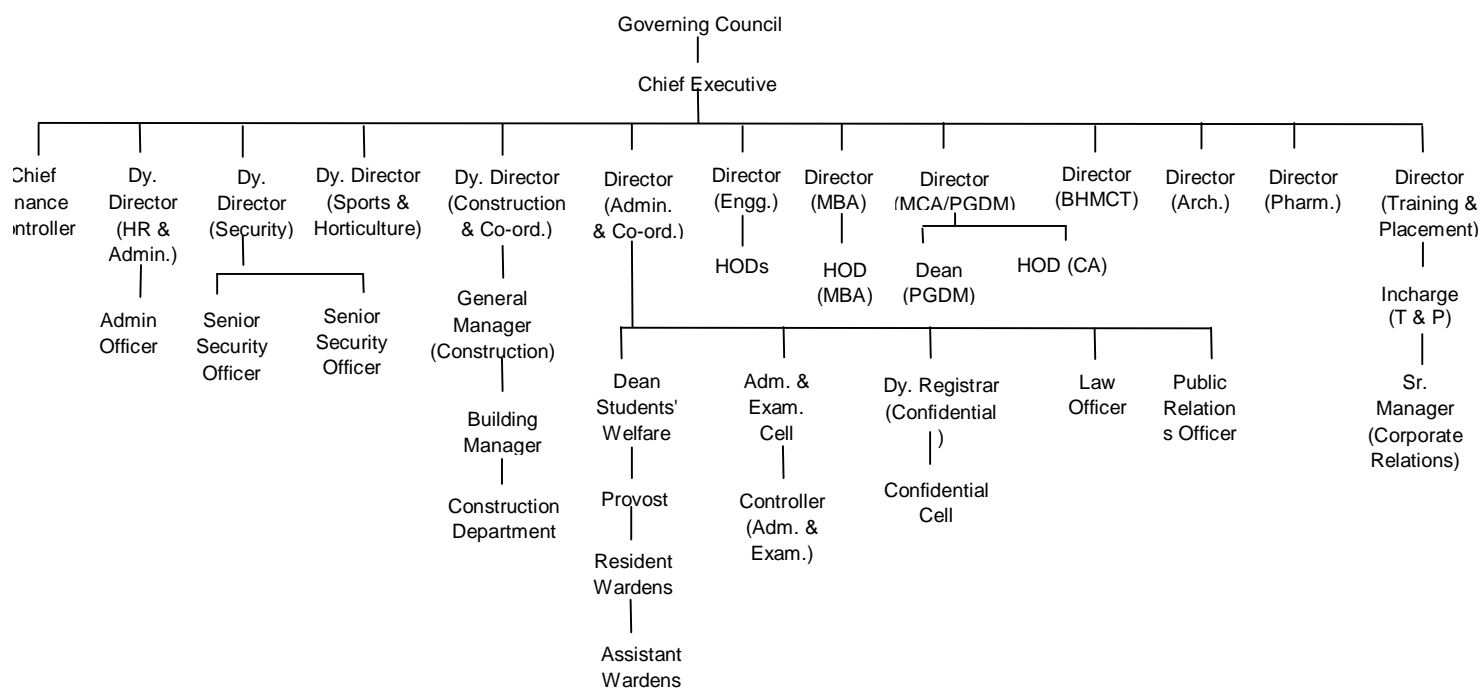 Governing Council
Chief Executive
Chief
Dy.
Director
(HR &
Admin.)
Dy.
Director
(Security)
Dy. Director
(Sports &
Horticulture)
Dy. Director
(Construction
& Co-ord.)
Director
(Admin.
& Co-ord.)
Director
(Engg.)
Director
(MBA)
Director
(MCA/PGDM)
Director
(BHMCT)
Director
(Arch.)
Director
(Pharm.)
Director
(Training &
Placement)
Admin
Officer
Senior
Security
Officer
Senior
Security
Officer
General
Manager
(Construction)
Building
Manager
Construction
Department
HODs
HOD
(MBA)
Dean
(PGDM)
HOD (CA)
Incharge
(T & P)
Sr.
Manager
(Corporate
Relations)
Dean
Students'
Welfare
Provost
Resident
Wardens
Assistant
Wardens
Adm. &
Exam.
Cell
Controller
(Adm. &
Exam.)
Dy. Registrar
(Confidential
)
Confidential
Cell
Law
Officer
Public
Relation
s Officer